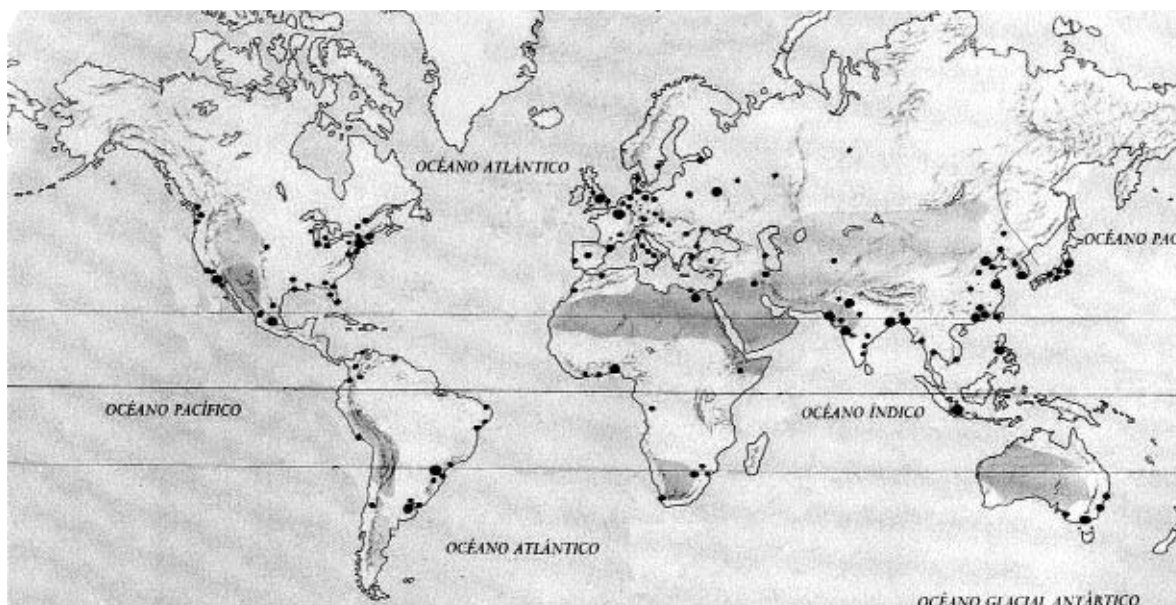 OCÉANO ATLÁNTICO
OCÉANO PAC
OCÉANO PACÍFICO
OCÉANO ÍNDICO
OCÉANO ATLÁNTICO
OCÉANO GLACIAL ANTÁRTICO